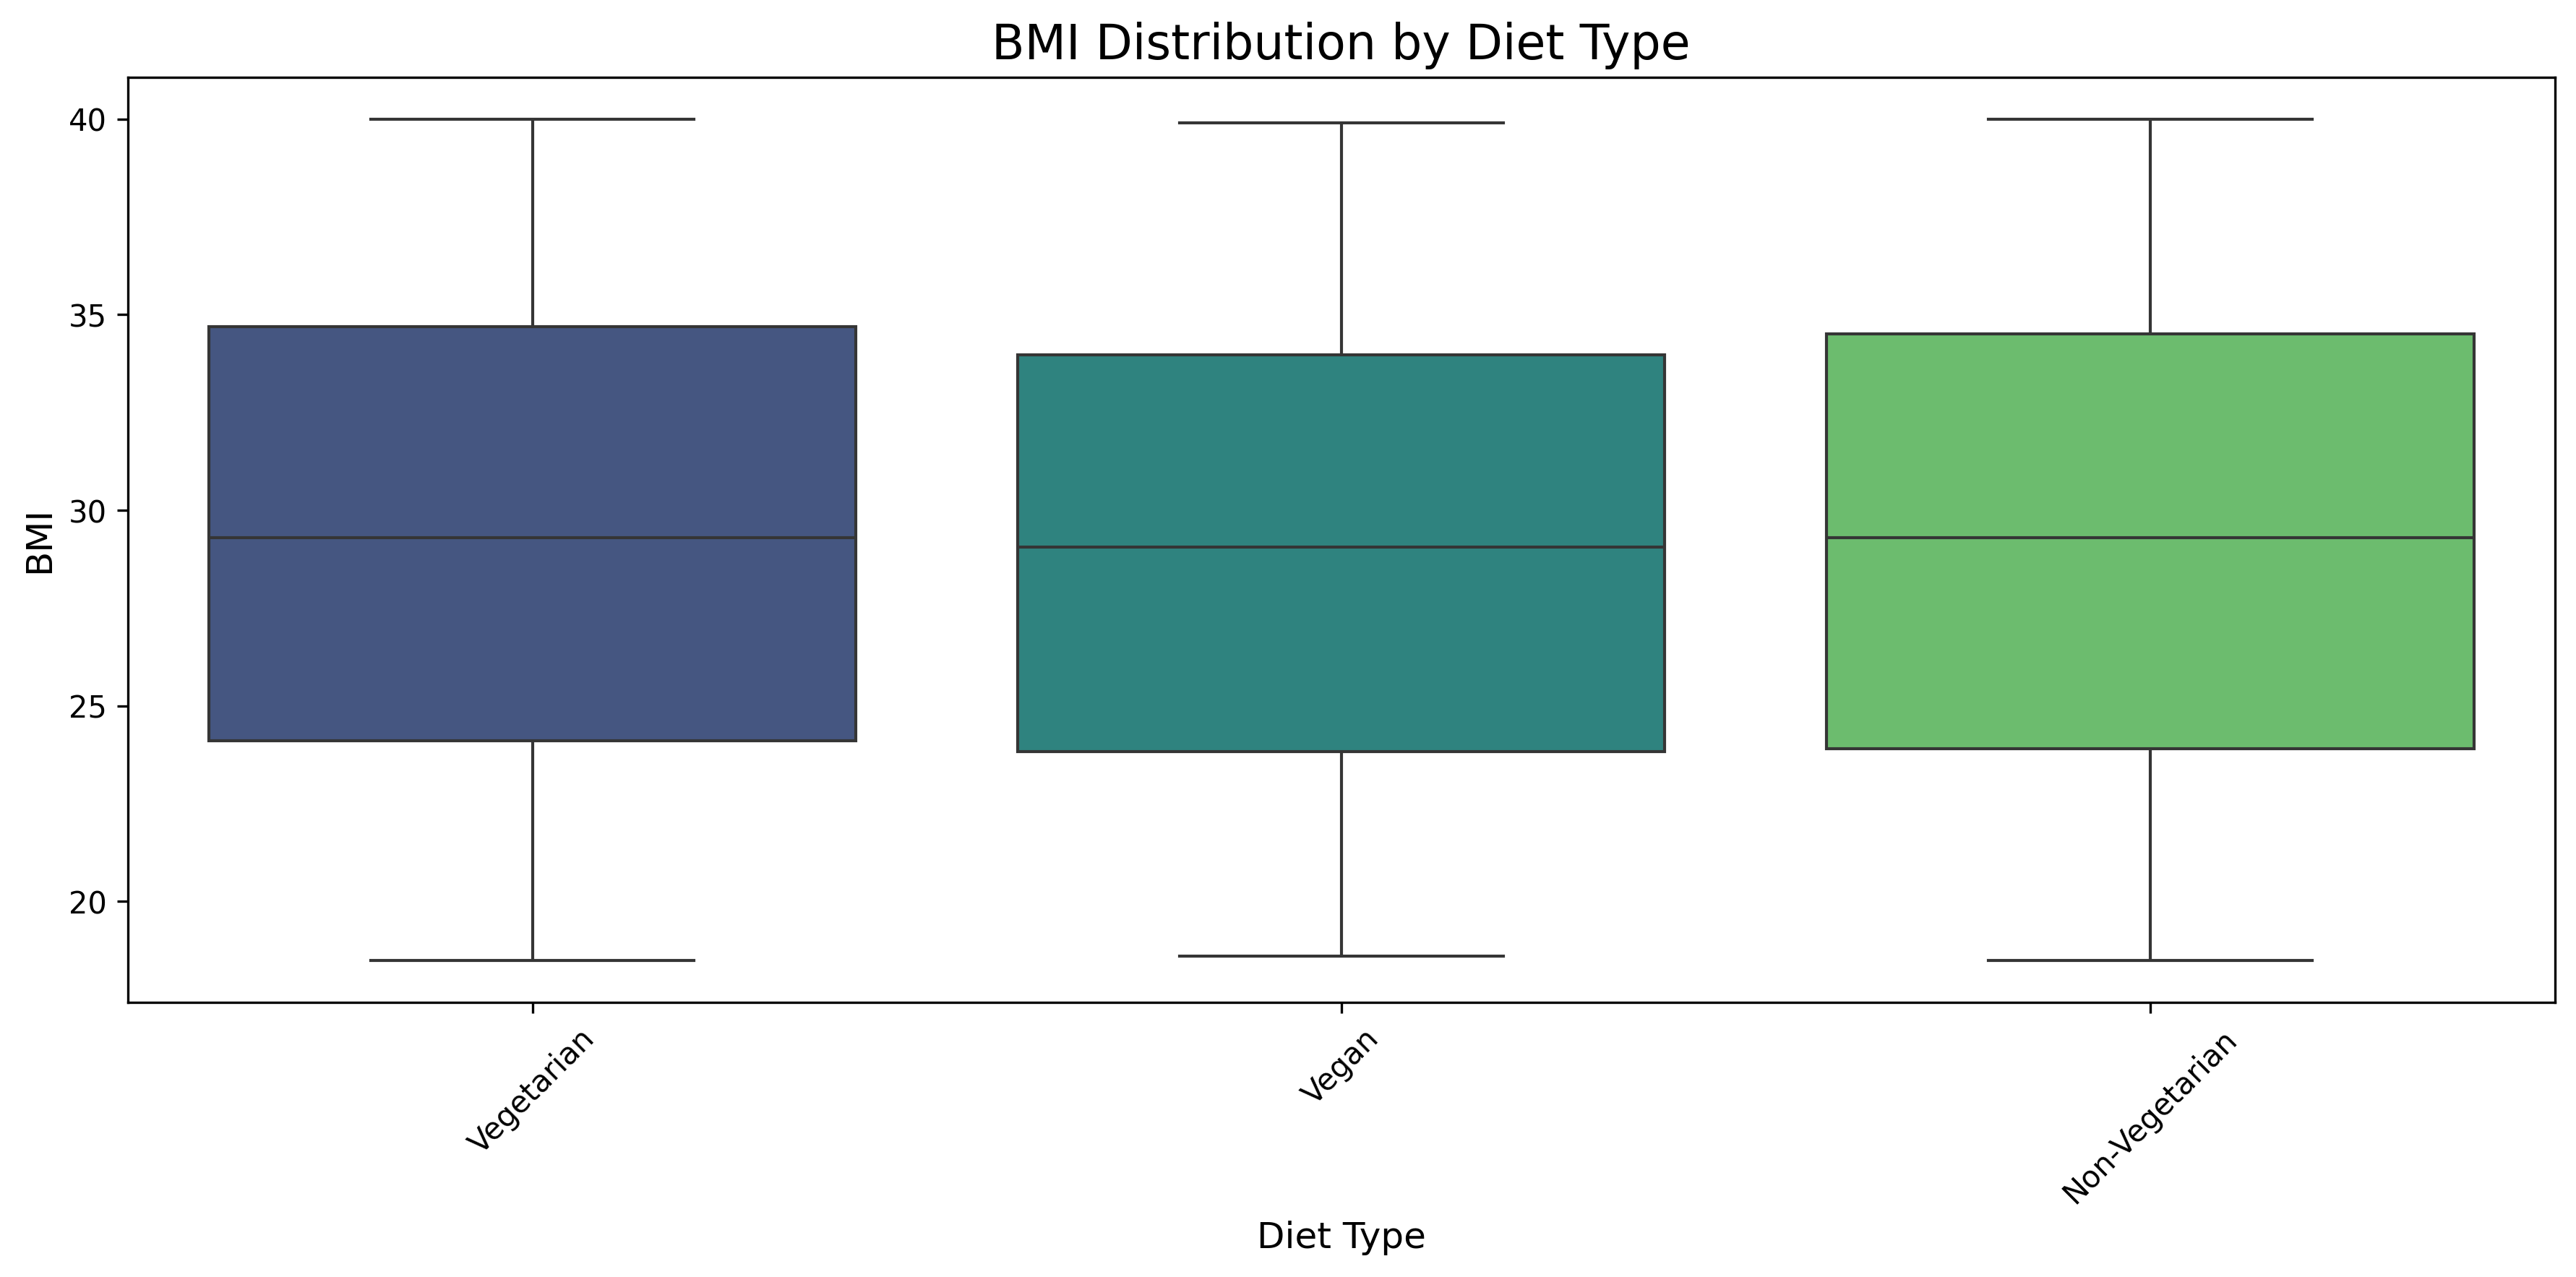 BMI Distribution by Diet Type
BMI
40
35
30
25
20
Vegetarian
Vegan
Non-Vegetarian
Diet Type